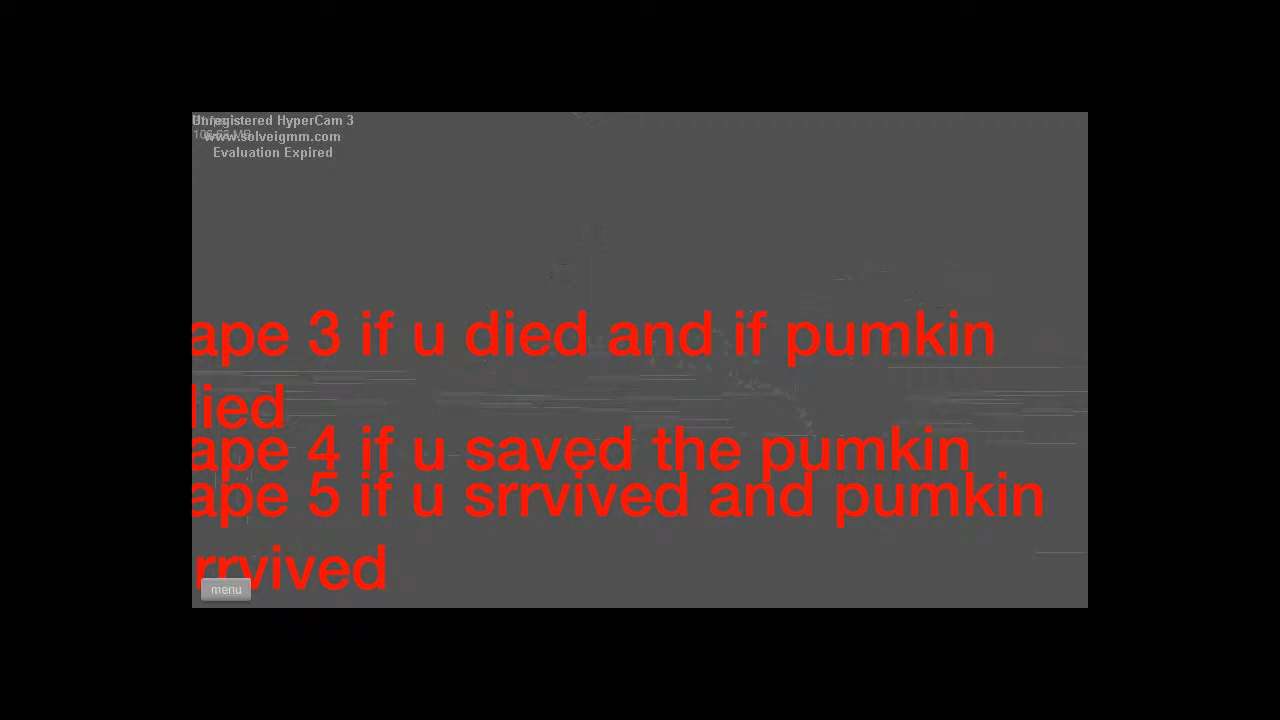 Unregistered HyperCam 3
www.solveigmm.com
Evaluation Expired
ape 3 if u died and if pumkin
died
ape 4 if u saved the pumkin
ape 5 if u srrvived and pumkin
rrvived
menu